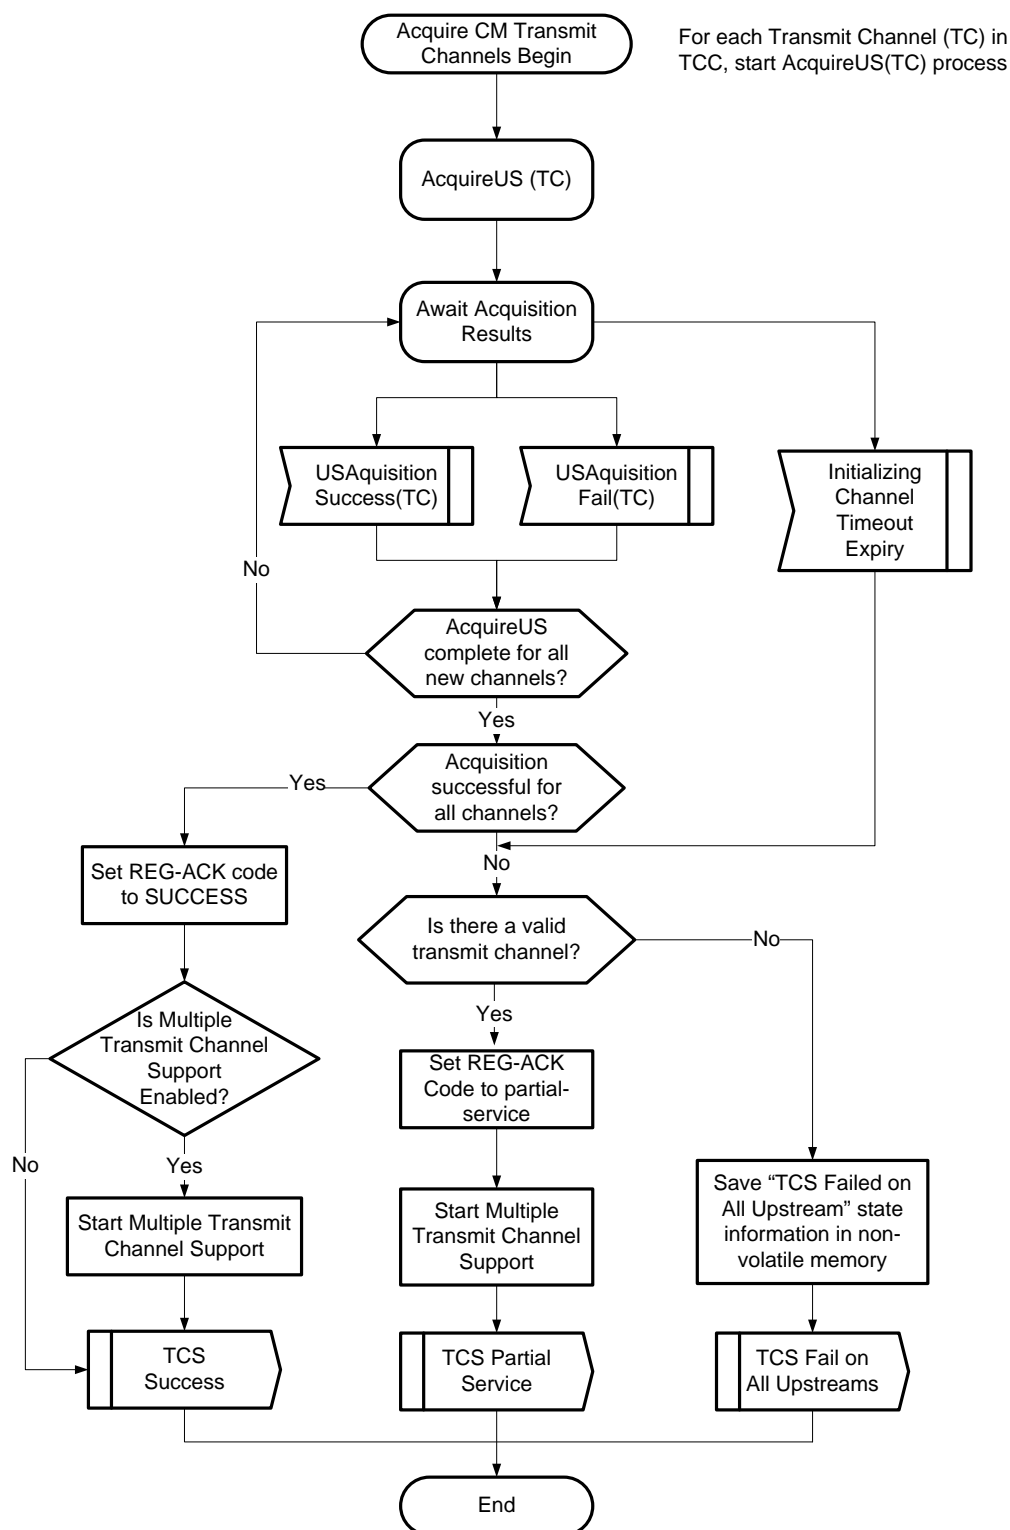 Acquire CM Transmit
Channels Begin
For each Transmit Channel (TC) in
TCC, start AcquireUS(TC) process
AcquireUS (TC)
Await Acquisition
Results
USAquisition
Success(TC)
USAquisition
Fail(TC)
Initializing
Channel
Timeout
Expiry
No
AcquireUS
complete for all
new channels?
Yes
Acquisition
successful for
all channels?
Yes
No
Set REG-ACK code
to SUCCESS
Is there a valid
transmit channel?
No
Yes
Is Multiple
Transmit Channel
Support
Enabled?
Set REG-ACK
Code to partial-
service
No
Yes
Start Multiple Transmit
Channel Support
Start Multiple
Transmit Channel
Support
Save “TCS Failed on
All Upstream” state
information in non-
volatile memory
TCS
Success
TCS Partial
Service
TCS Fail on
All Upstreams
End